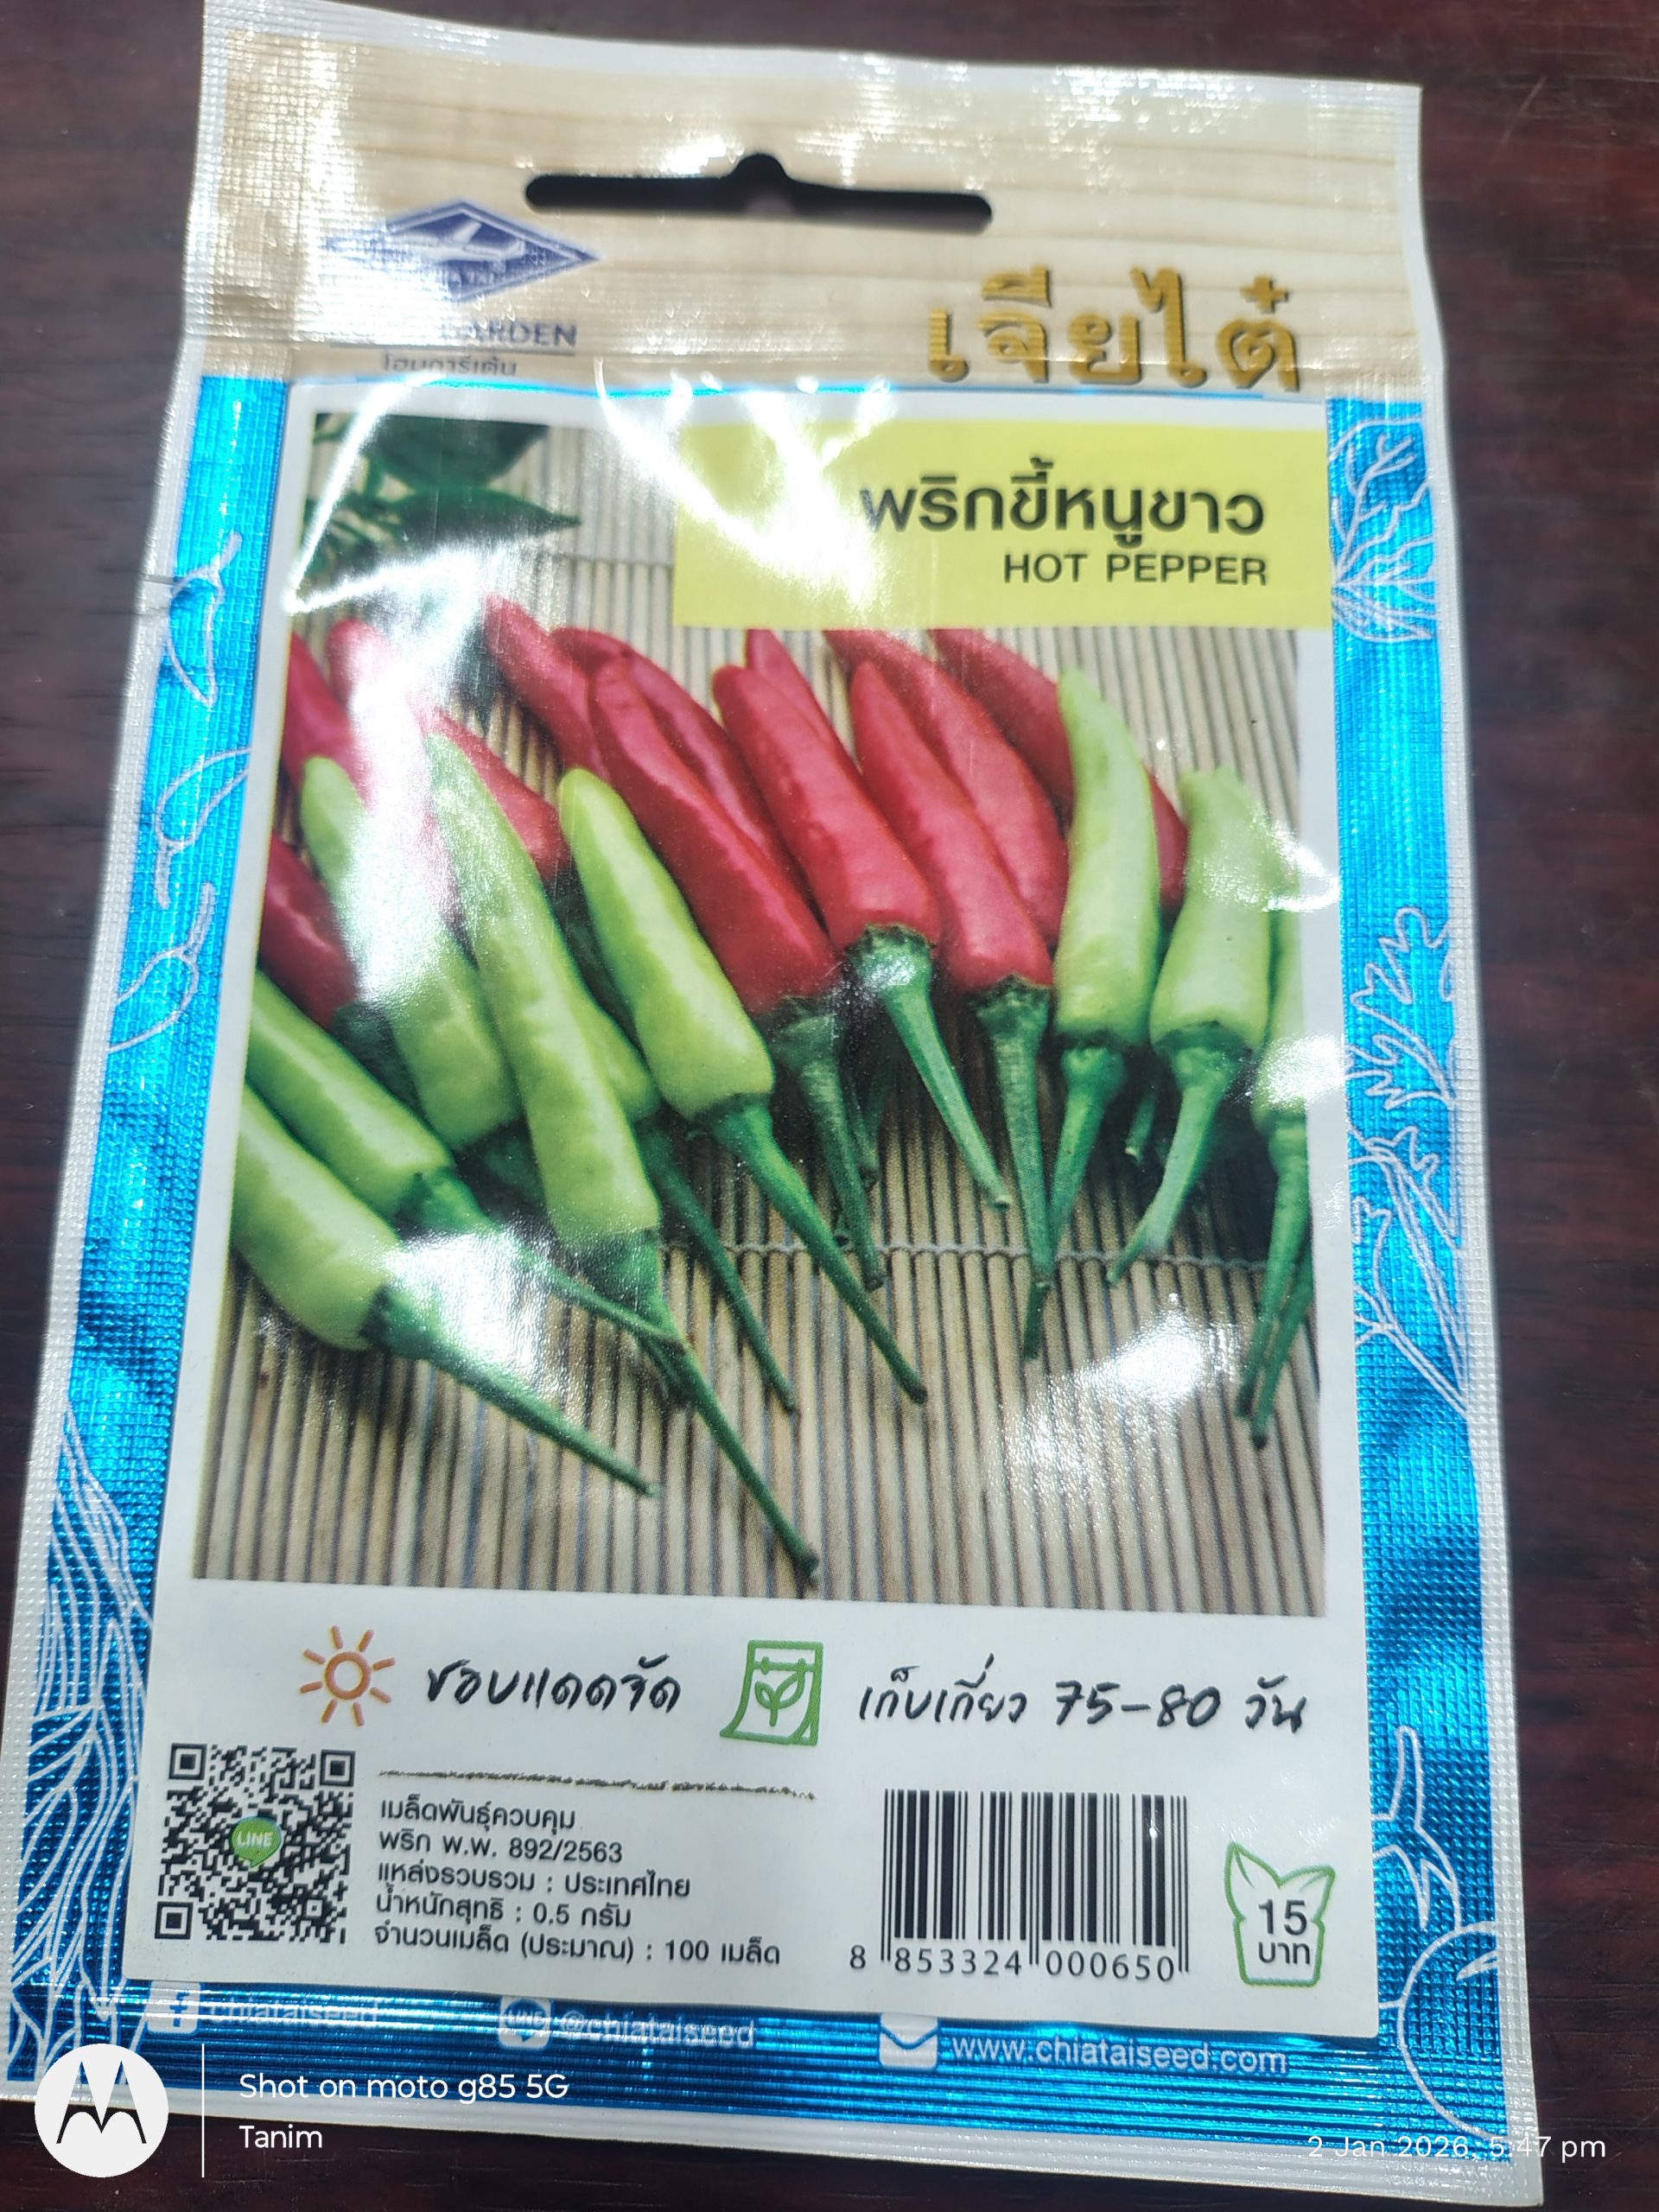 GARDEN
โฮมการ์เด้น
เจียไต๋
พริกขี้หนูขาว
HOT PEPPER
ชอบแดดจัด
เก็บเกี่ยว 75-80 วัน
LINE
เมล็ดพันธุ์ควบคุม
พริก พ.พ. 892/2563
แหล่งรวบรวม : ประเทศไทย
น้ำหนักสุทธิ : 0.5 กรัม
จำนวนเมล็ด (ประมาณ) : 100 เมล็ด
8 853324 000650
15
บาท
chiataiseed
LINE @chiataiseed
www.chiataiseed.com
Shot on moto g85 5G
Tanim
2 Jan 2026, 5:47 pm